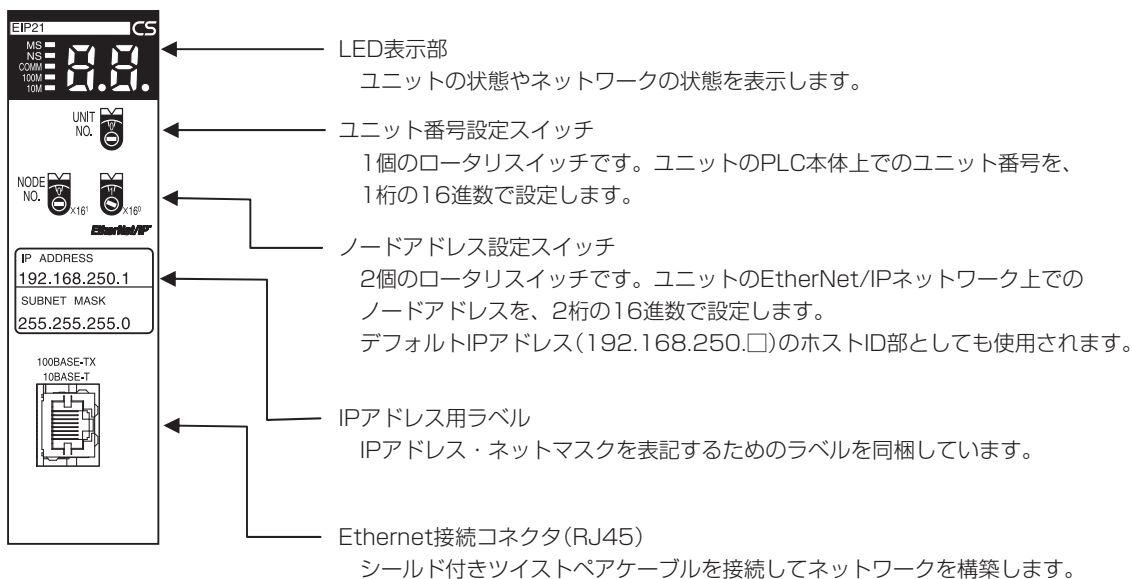 EIP21 CS
MS
NS
COMM
100M
10M
8.8.
UNIT
NO.
NODE
NO.
×16¹ ×16⁰
EtherNet/IP
IP ADDRESS
192.168.250.1
SUBNET MASK
255.255.255.0
100BASE-TX
10BASE-T
LED表示部
ユニットの状態やネットワークの状態を表示します。
ユニット番号設定スイッチ
1個のロータリスイッチです。ユニットのPLC本体上でのユニット番号を、
1桁の16進数で設定します。
ノードアドレス設定スイッチ
2個のロータリスイッチです。ユニットのEtherNet/IPネットワーク上での
ノードアドレスを、2桁の16進数で設定します。
デフォルトIPアドレス(192.168.250.□)のホストID部としても使用されます。
IPアドレス用ラベル
IPアドレス・ネットマスクを表記するためのラベルを同梱しています。
Ethernet接続コネクタ(RJ45)
シールド付きツイストペアケーブルを接続してネットワークを構築します。